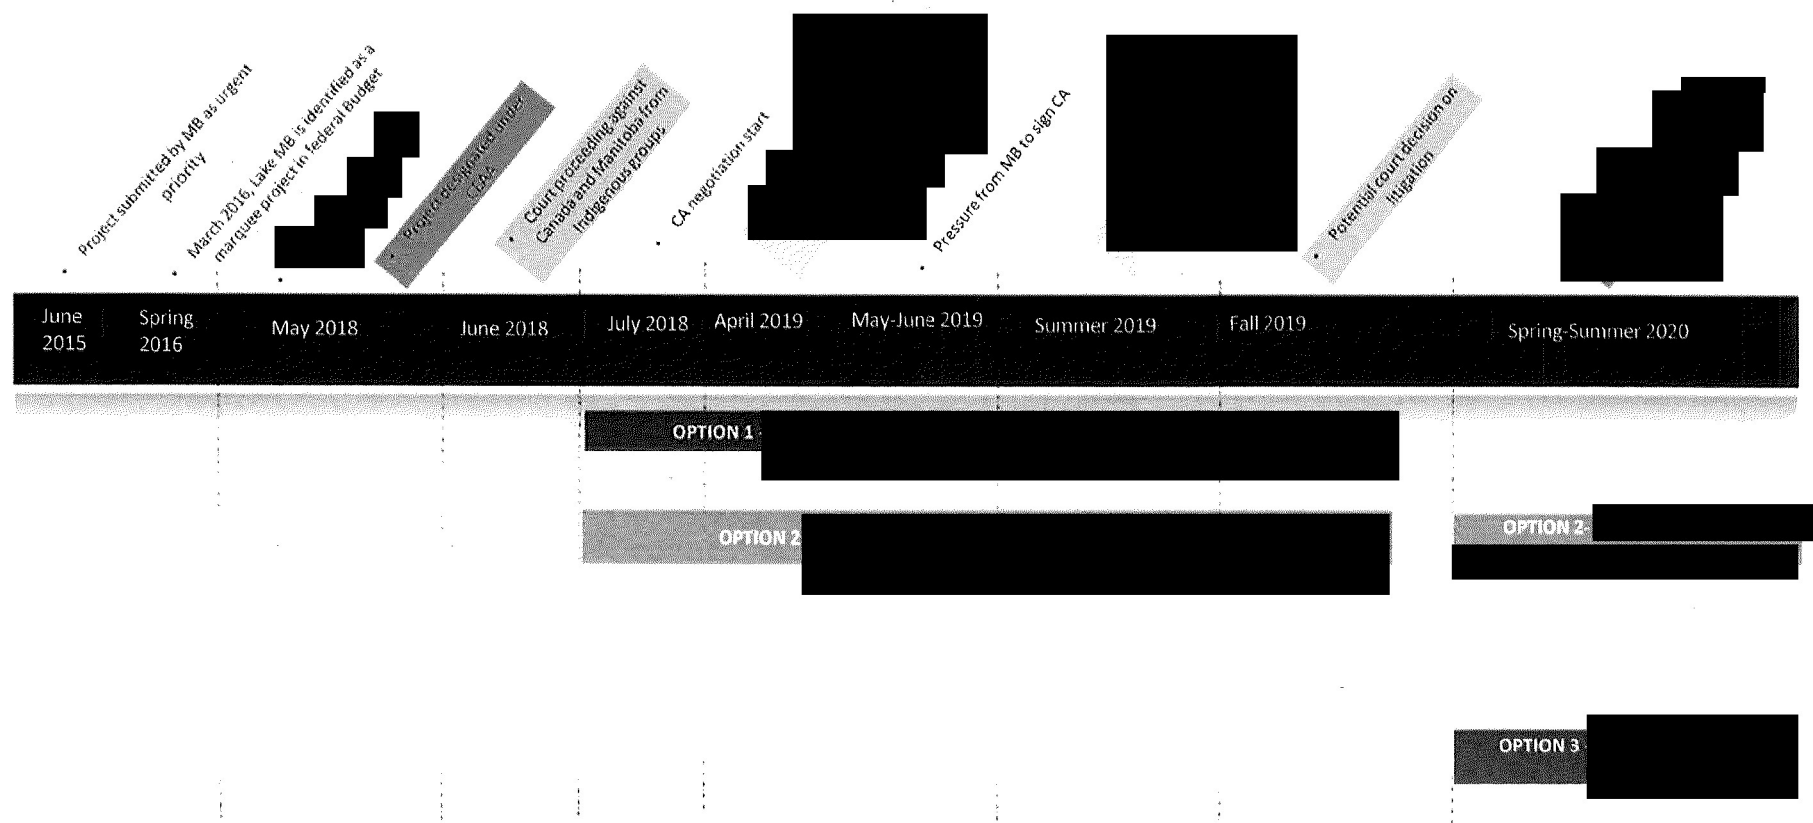 Project submitted by MB as urgent
priority
March 2016, Lake MB is identified as a
marquee project in federal Budget
Project designated under
CEAA
Court proceeding against
Canada and Manitoba from
Indigenous groups
CA negotiation start
Pressure from MB to sign CA
Potential court decision on
litigation
June
2015
Spring
2016
May 2018
June 2018
July 2018
April 2019
May-June 2019
Summer 2019
Fall 2019
Spring-Summer 2020
OPTION 1 -
OPTION 2
OPTION 2-
OPTION 3 -